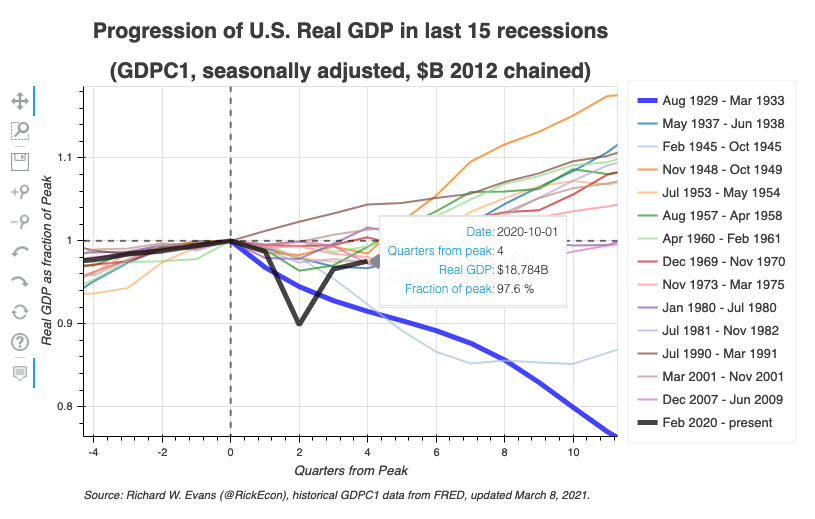 Progression of U.S. Real GDP in last 15 recessions
(GDPC1, seasonally adjusted, $B 2012 chained)
Real GDP as fraction of Peak
1.1
1
0.9
0.8
-4
-2
0
2
4
6
8
10
Quarters from Peak
Date: 2020-10-01
Quarters from peak: 4
Real GDP: $18,784B
Fraction of peak: 97.6 %
Aug 1929 - Mar 1933
May 1937 - Jun 1938
Feb 1945 - Oct 1945
Nov 1948 - Oct 1949
Jul 1953 - May 1954
Aug 1957 - Apr 1958
Apr 1960 - Feb 1961
Dec 1969 - Nov 1970
Nov 1973 - Mar 1975
Jan 1980 - Jul 1980
Jul 1981 - Nov 1982
Jul 1990 - Mar 1991
Mar 2001 - Nov 2001
Dec 2007 - Jun 2009
Feb 2020 - present
Source: Richard W. Evans (@RickEcon), historical GDPC1 data from FRED, updated March 8, 2021.